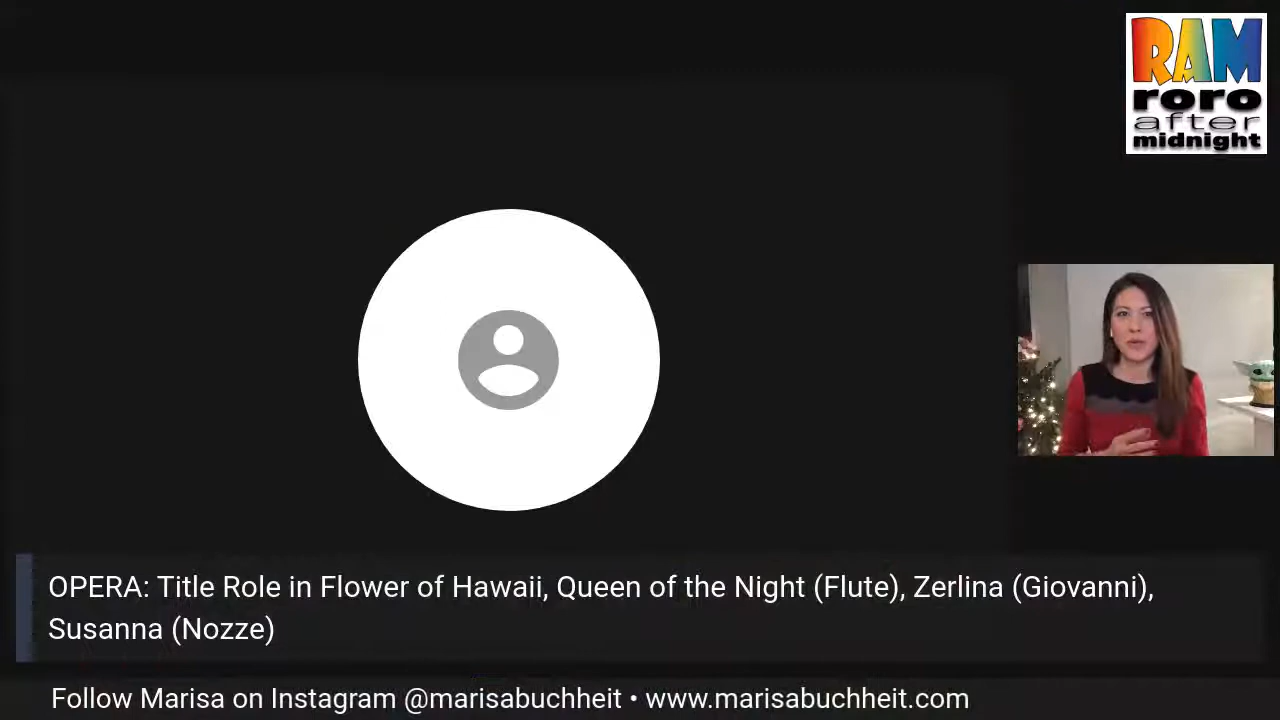 RAM
roro
after
midnight
OPERA: Title Role in Flower of Hawaii, Queen of the Night (Flute), Zerlina (Giovanni),
Susanna (Nozze)
Follow Marisa on Instagram @marisabuchheit • www.marisabuchheit.com